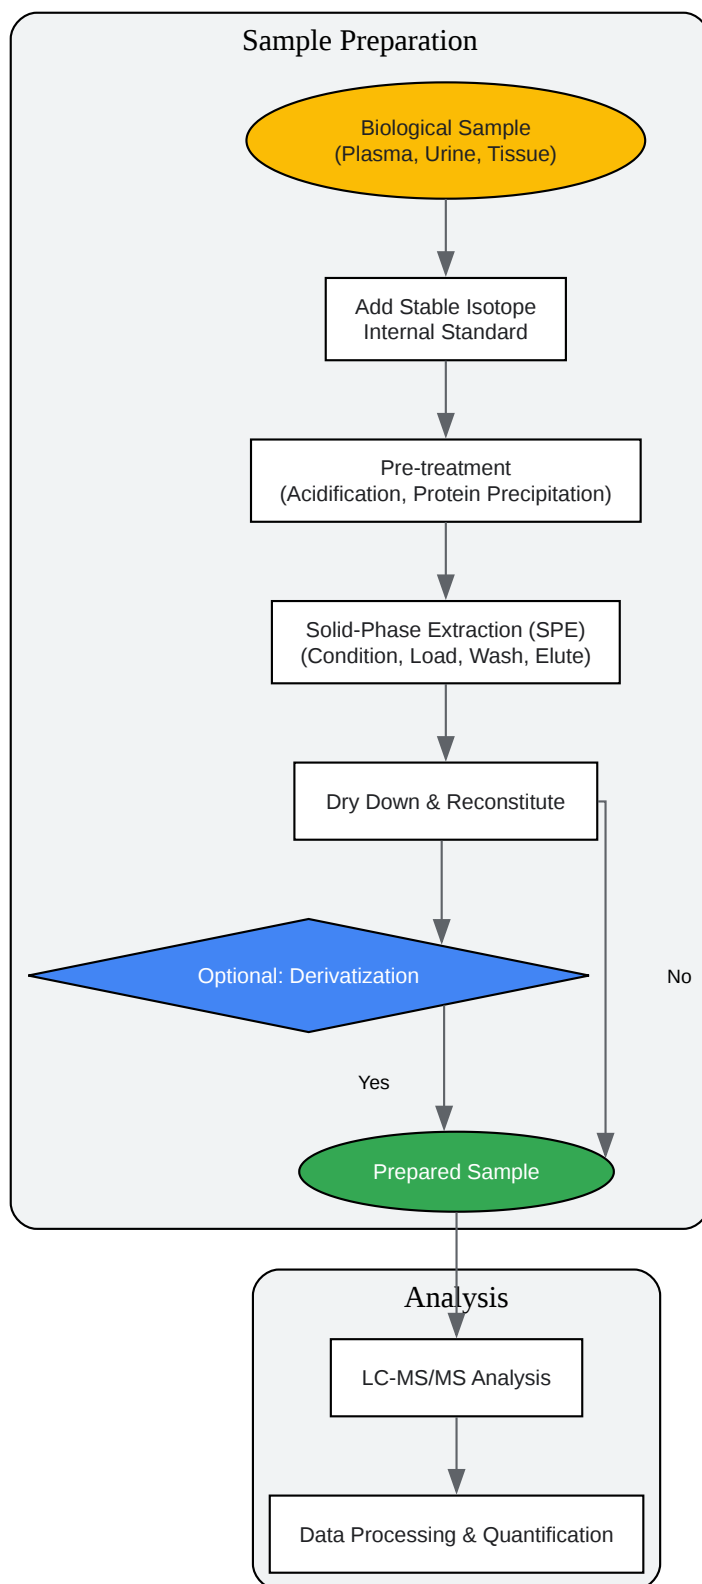 Sample Preparation
Biological Sample
(Plasma, Urine, Tissue)
Add Stable Isotope
Internal Standard
Pre-treatment
(Acidification, Protein Precipitation)
Solid-Phase Extraction (SPE)
(Condition, Load, Wash, Elute)
Dry Down & Reconstitute
Optional: Derivatization
No
Yes
Prepared Sample
Analysis
LC-MS/MS Analysis
Data Processing & Quantification